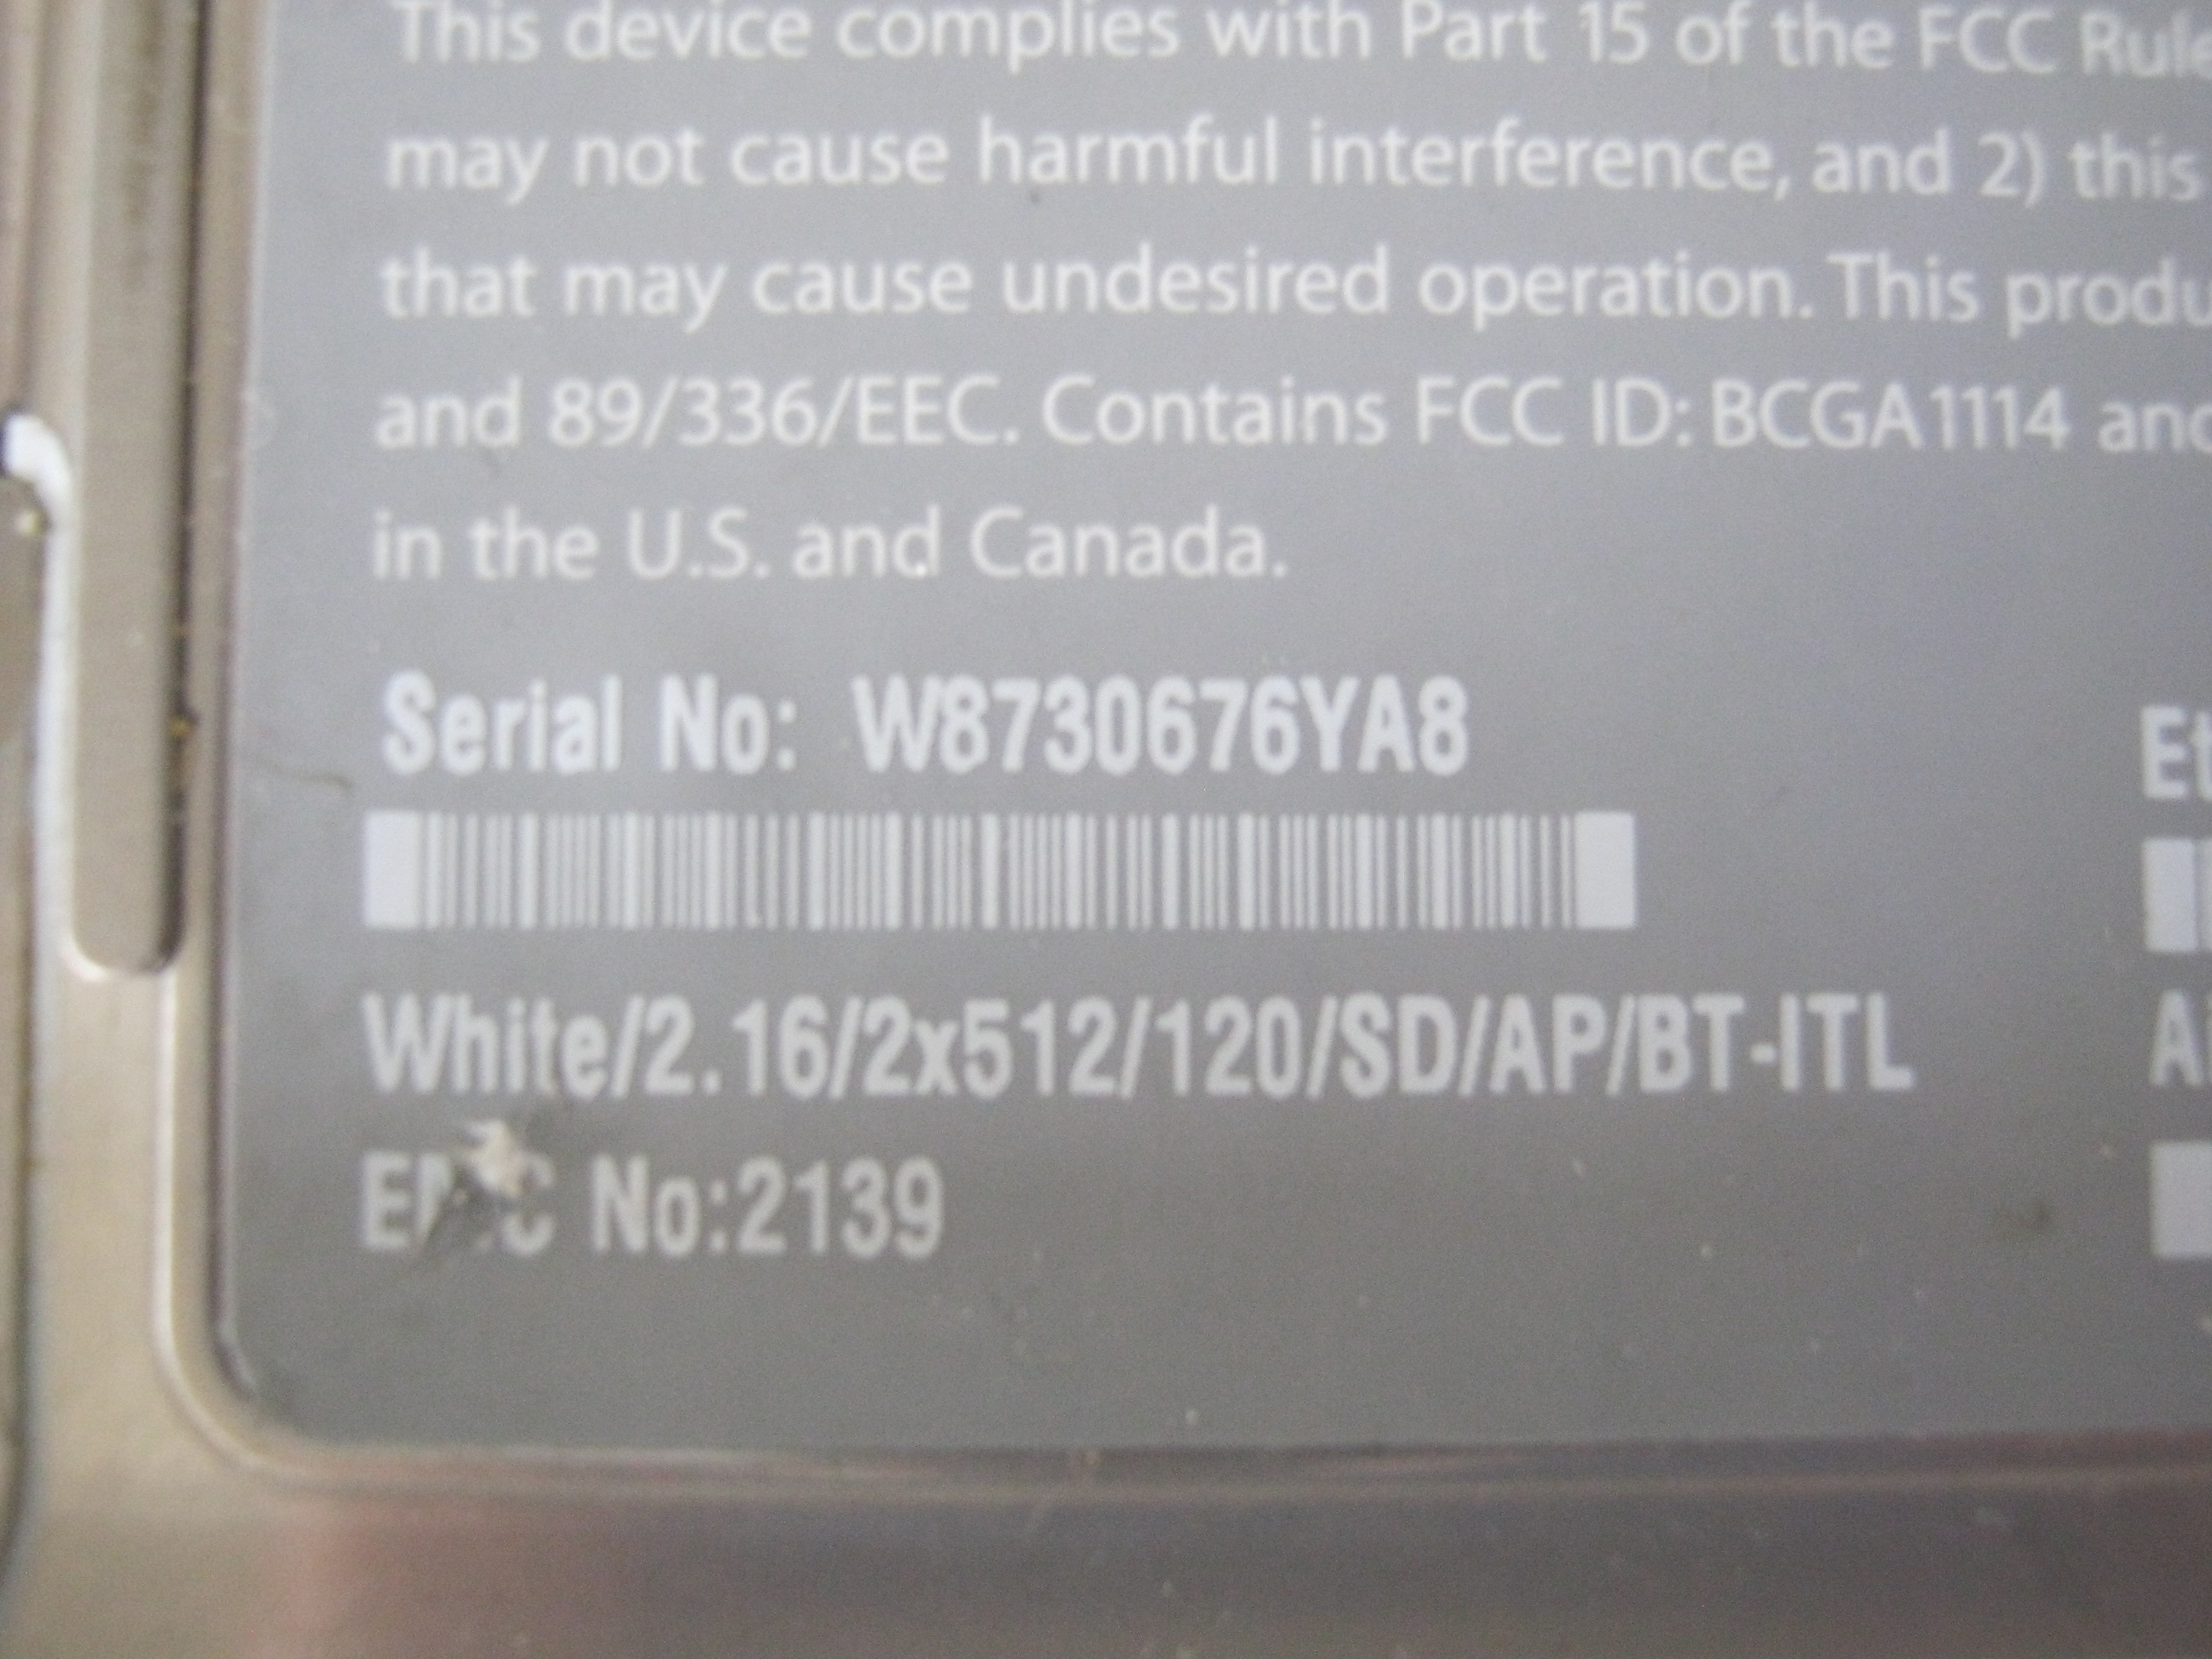 This device complies with Part 15 of the FCC Rule
may not cause harmful interference, and 2) this
that may cause undesired operation. This produ
and 89/336/EEC. Contains FCC ID: BCGA1114 and
in the U.S. and Canada.
Serial No: W8730676YA8
Et
White/2.16/2x512/120/SD/AP/BT-ITL
No:2139